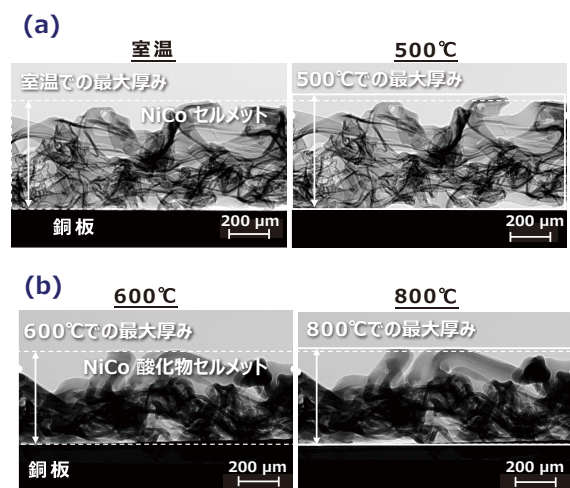 (a)
室温
500℃
室温での最大厚み
500℃での最大厚み
NiCo セルメット
銅板
200 µm
200 µm
(b)
600℃
800℃
600℃での最大厚み
800℃での最大厚み
NiCo 酸化物セルメット
銅板
200 µm
200 µm